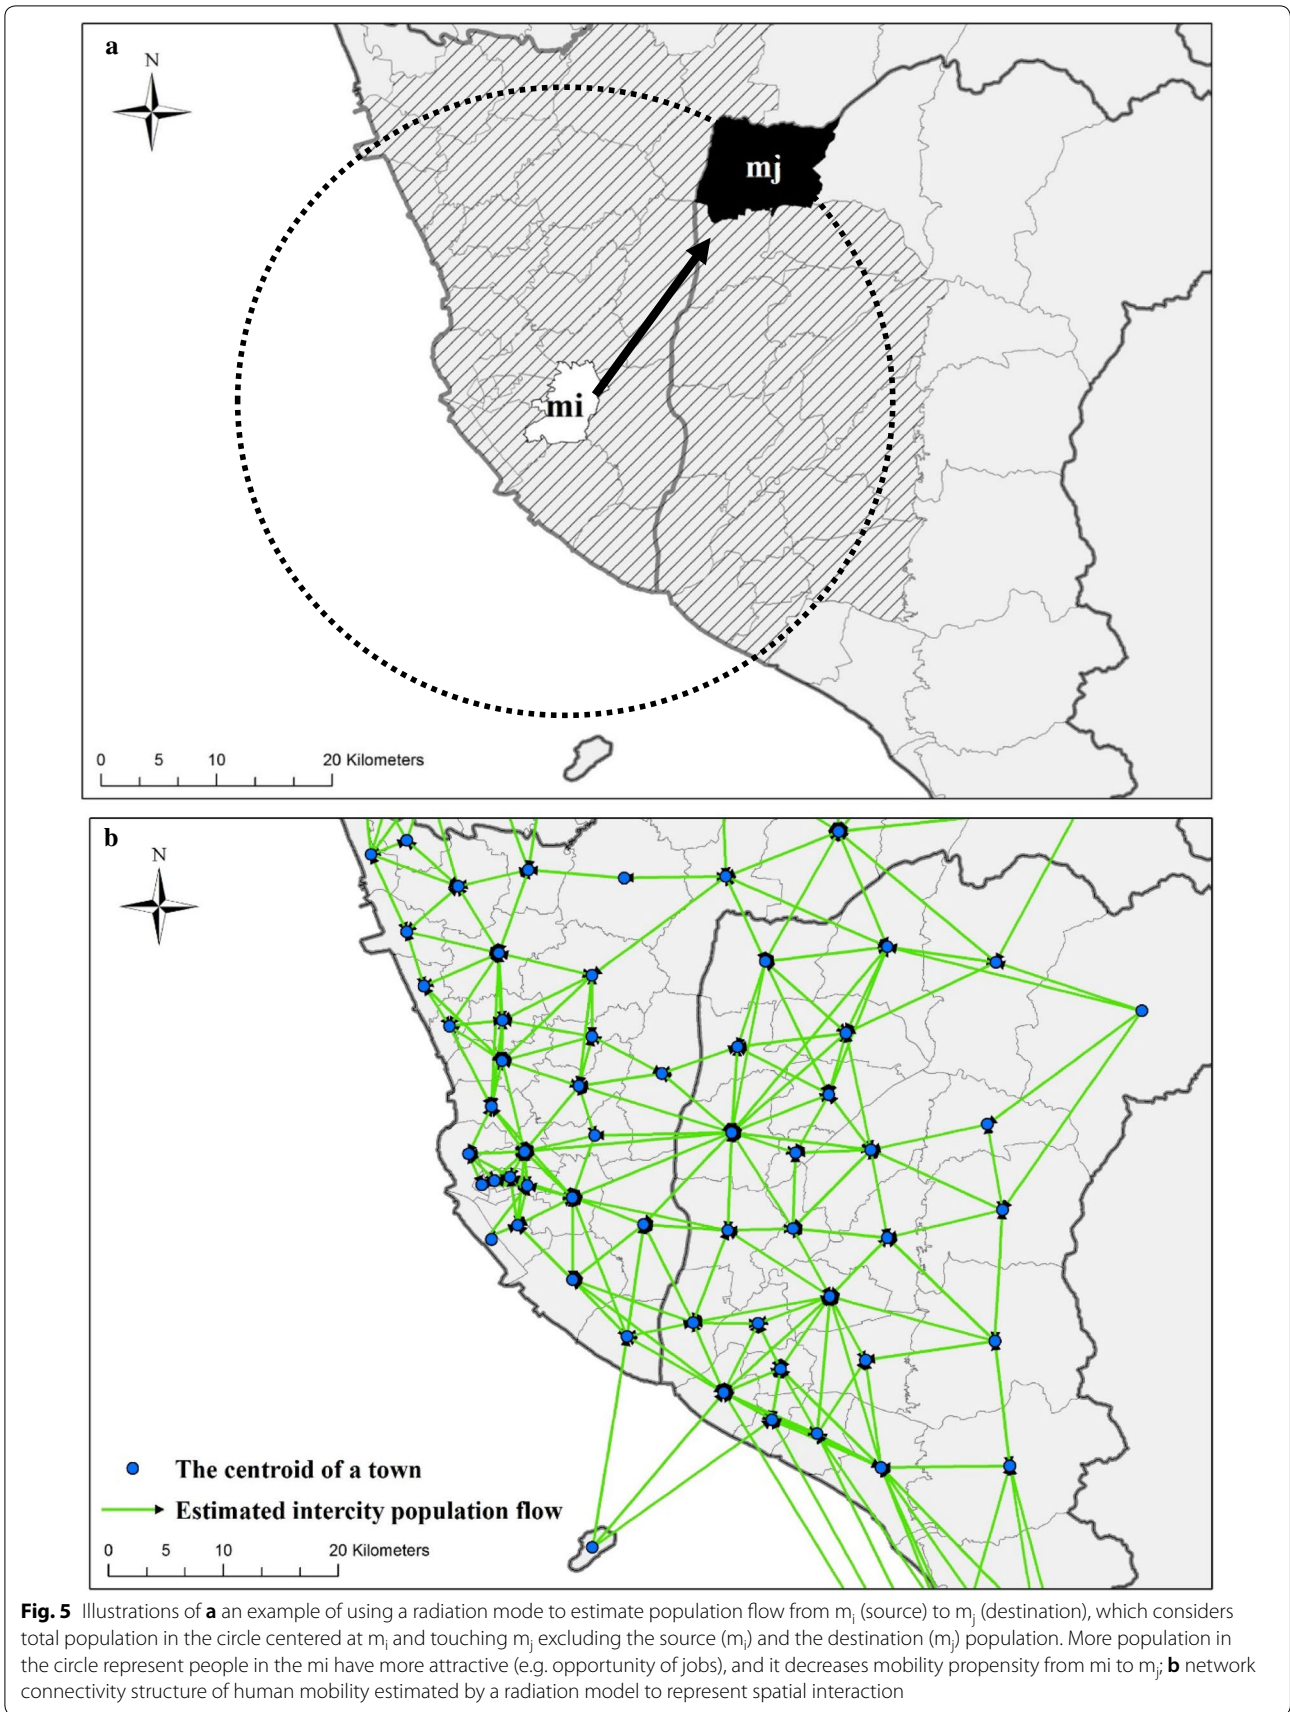 a
N
mj
mi
0 5 10 20 Kilometers
b
N
The centroid of a town
Estimated intercity population flow
0 5 10 20 Kilometers
Fig. 5 Illustrations of a an example of using a radiation mode to estimate population flow from mi (source) to mj (destination), which considers
total population in the circle centered at mi and touching mj excluding the source (mi) and the destination (mj) population. More population in
the circle represent people in the mi have more attractive (e.g. opportunity of jobs), and it decreases mobility propensity from mi to mj; b network
connectivity structure of human mobility estimated by a radiation model to represent spatial interaction